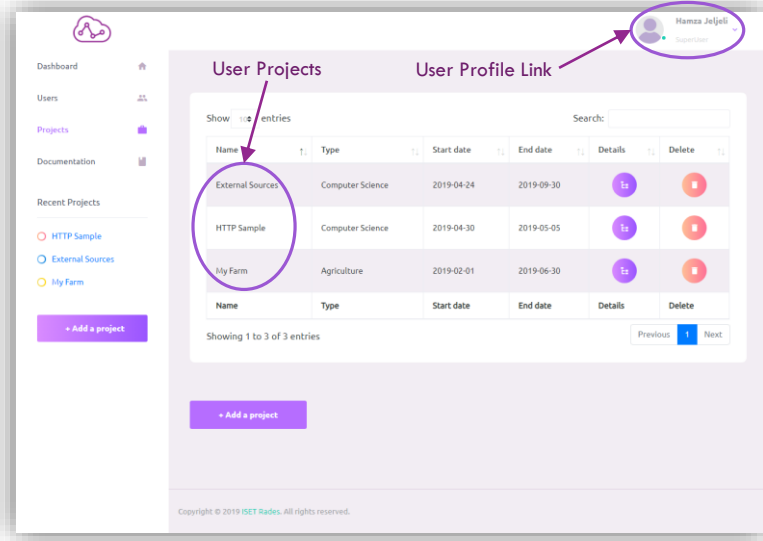 Hamza Jeljeli
SuperUser
Dashboard
Users
Projects
Documentation
Recent Projects
HTTP Sample
External Sources
My Farm
+ Add a project
User Projects
User Profile Link
Show 10 entries
Search:
Name Type Start date End date Details Delete
External Sources Computer Science 2019-04-24 2019-09-30
HTTP Sample Computer Science 2019-04-30 2019-05-05
My Farm Agriculture 2019-02-01 2019-06-30
Name Type Start date End date Details Delete
Showing 1 to 3 of 3 entries
Previous 1 Next
+ Add a project
Copyright © 2019 ISET Rades. All rights reserved.